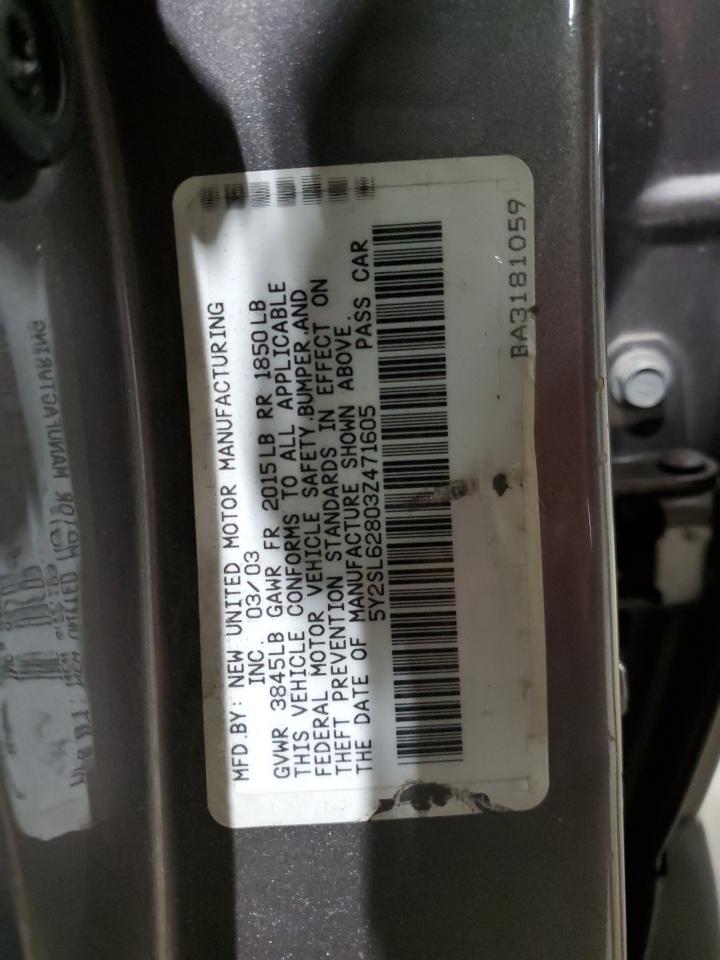 MFD.BY: NEW UNITED MOTOR MANUFACTURING
INC. 03/03
GVWR 3845LB GAWR FR 2015LB RR 1850LB
THIS VEHICLE CONFORMS TO ALL APPLICABLE
FEDERAL MOTOR VEHICLE SAFETY.BUMPER.AND
THEFT PREVENTION STANDARDS IN EFFECT ON
THE DATE OF MANUFACTURE SHOWN ABOVE.
5Y2SL62803Z471605 PASS CAR
BA3181059